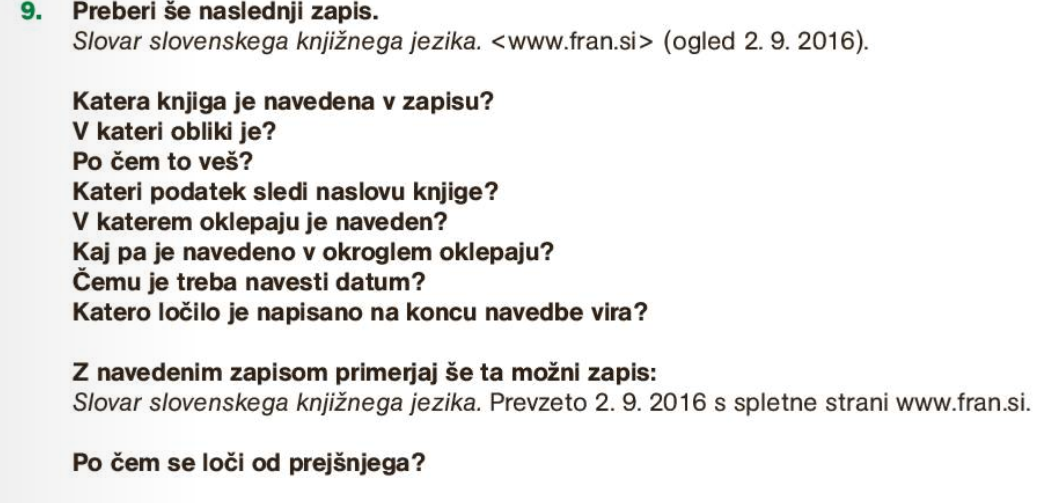 9. Preberi še naslednji zapis.
Slovar slovenskega knjižnega jezika. <www.fran.si> (ogled 2. 9. 2016).
Katera knjiga je navedena v zapisu?
V kateri obliki je?
Po čem to veš?
Kateri podatek sledi naslovu knjige?
V katerem oklepaju je naveden?
Kaj pa je navedeno v okroglem oklepaju?
Čemu je treba navesti datum?
Katero ločilo je napisano na koncu navedbe vira?
Z navedenim zapisom primerjaj še ta možni zapis:
Slovar slovenskega knjižnega jezika. Prevzeto 2. 9. 2016 s spletne strani www.fran.si.
Po čem se loči od prejšnjega?